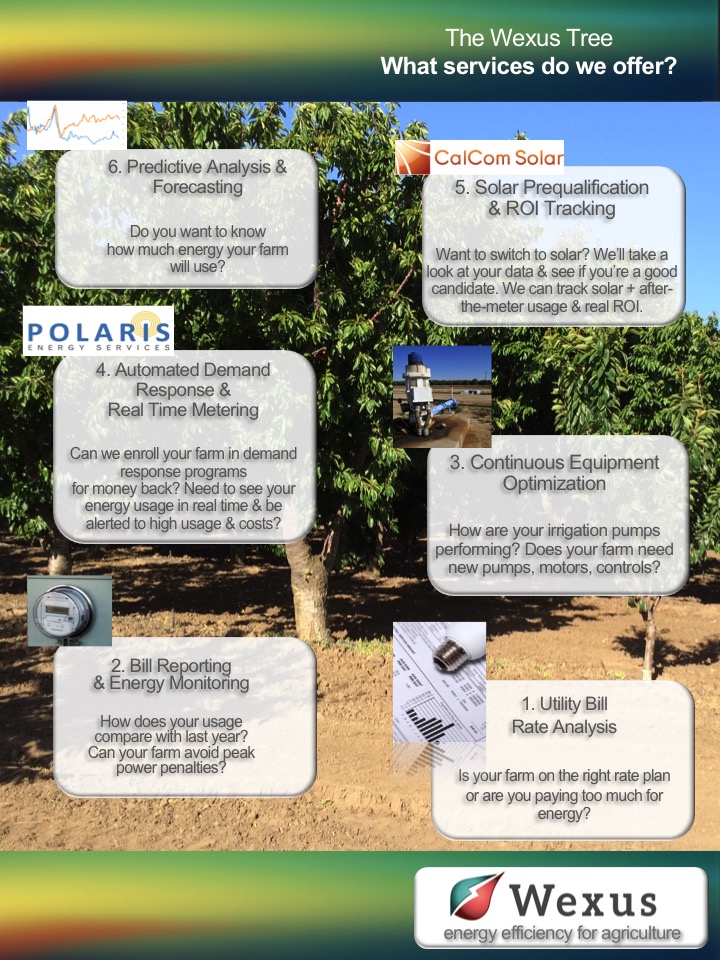 The Wexus Tree
What services do we offer?
6. Predictive Analysis &
Forecasting
Do you want to know
how much energy your farm
will use?
CalCom Solar
5. Solar Prequalification
& ROI Tracking
Want to switch to solar? We'll take a
look at your data & see if you're a good
candidate. We can track solar + after-
the-meter usage & real ROI.
POLARIS
ENERGY SERVICES
4. Automated Demand
Response &
Real Time Metering
Can we enroll your farm in demand
response programs
for money back? Need to see your
energy usage in real time & be
alerted to high usage & costs?
3. Continuous Equipment
Optimization
How are your irrigation pumps
performing? Does your farm need
new pumps, motors, controls?
2. Bill Reporting
& Energy Monitoring
How does your usage
compare with last year?
Can your farm avoid peak
power penalties?
1. Utility Bill
Rate Analysis
Is your farm on the right rate plan
or are you paying too much for
energy?
Wexus
energy efficiency for agriculture